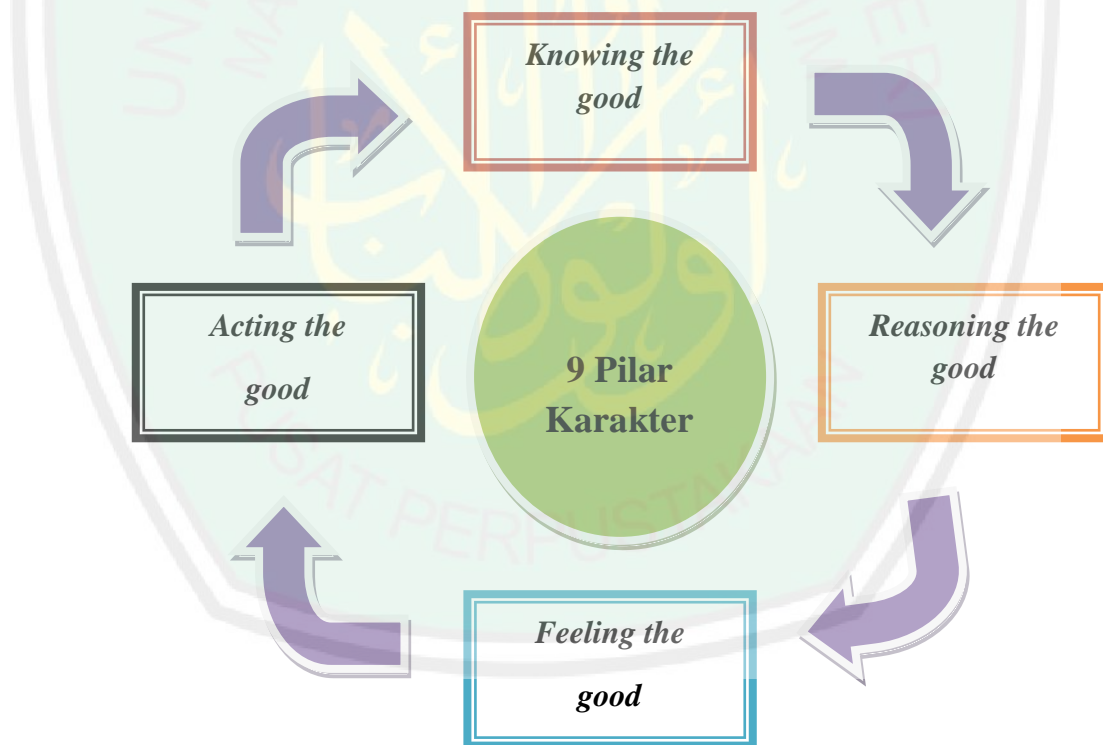 Knowing the
good
Acting the
good
9 Pilar
Karakter
Reasoning the
good
Feeling the
good
PUSAT PERPUSTAKAAN